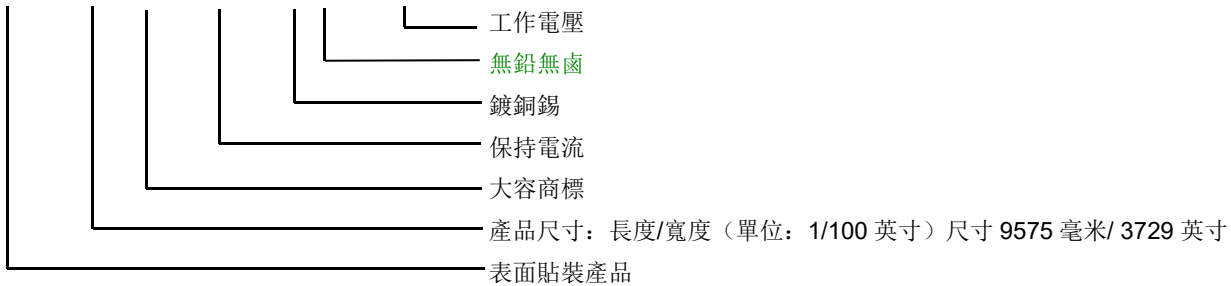 工作電壓
無鉛無鹵
鍍銅錫
保持電流
大容商標
產品尺寸：長度/寬度（單位：1/100 英寸）尺寸 9575 毫米/ 3729 英寸
表面貼裝產品